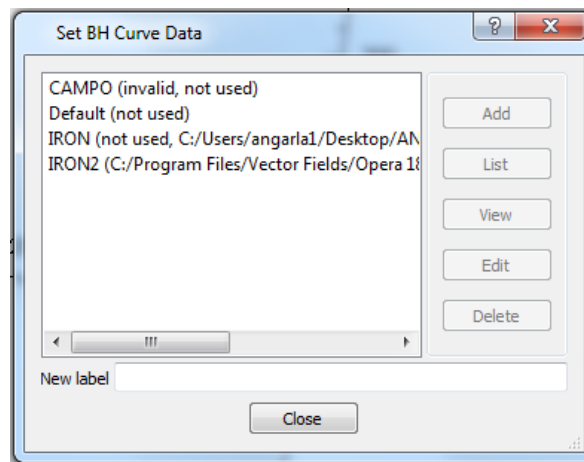 Set BH Curve Data
CAMPO (invalid, not used)
Default (not used)
IRON (not used, C:/Users/angarla1/Desktop/AN
IRON2 (C:/Program Files/Vector Fields/Opera 18
Add
List
View
Edit
Delete
New label
Close